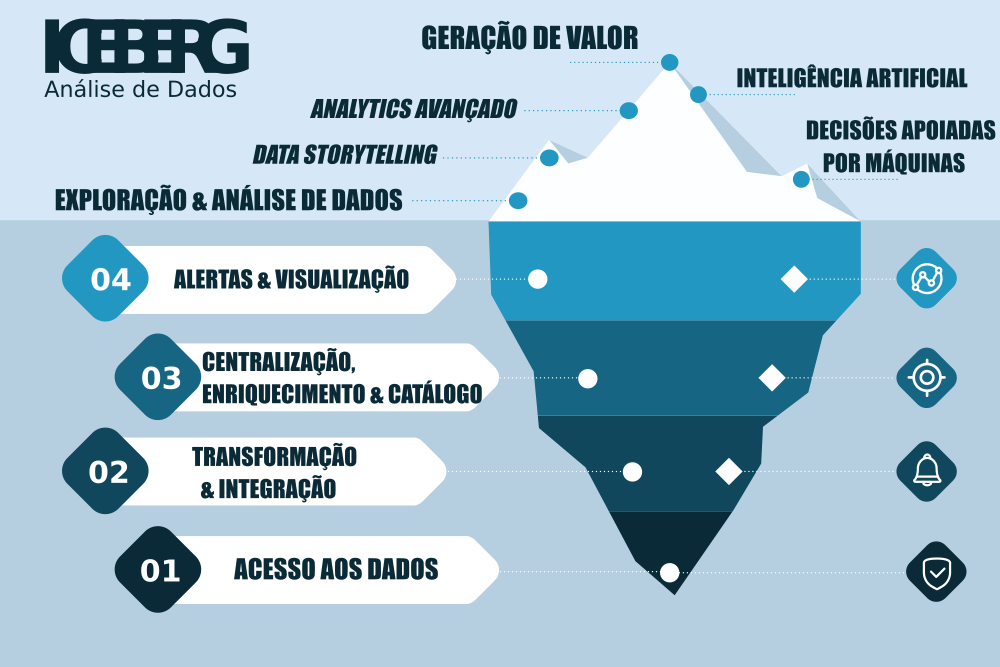 ICEBERG
Análise de Dados
GERAÇÃO DE VALOR
INTELIGÊNCIA ARTIFICIAL
ANALYTICS AVANÇADO
DECISÕES APOIADAS
POR MÁQUINAS
DATA STORYTELLING
EXPLORAÇÃO & ANÁLISE DE DADOS
04
ALERTAS & VISUALIZAÇÃO
03
CENTRALIZAÇÃO,
ENRIQUECIMENTO & CATÁLOGO
02
TRANSFORMAÇÃO
& INTEGRAÇÃO
01
ACESSO AOS DADOS